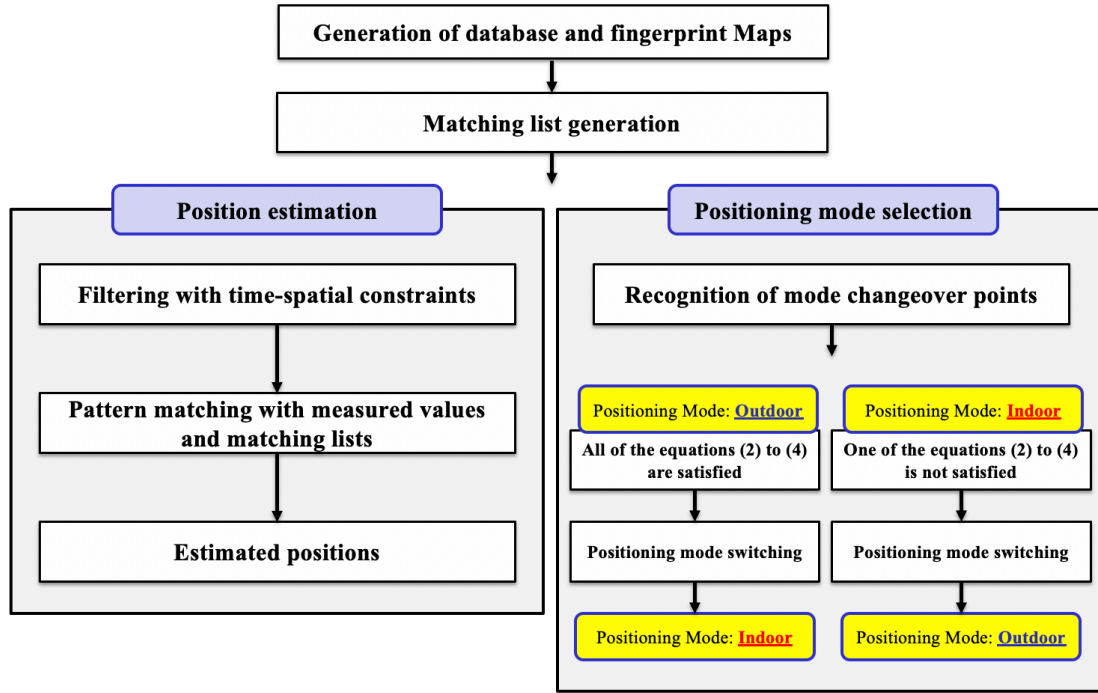 Generation of database and fingerprint Maps
Matching list generation
Position estimation
Filtering with time-spatial constraints
Pattern matching with measured values
and matching lists
Estimated positions
Positioning mode selection
Recognition of mode changeover points
Positioning Mode: Outdoor
All of the equations (2) to (4)
are satisfied
Positioning mode switching
Positioning Mode: Indoor
Positioning Mode: Indoor
One of the equations (2) to (4)
is not satisfied
Positioning mode switching
Positioning Mode: Outdoor